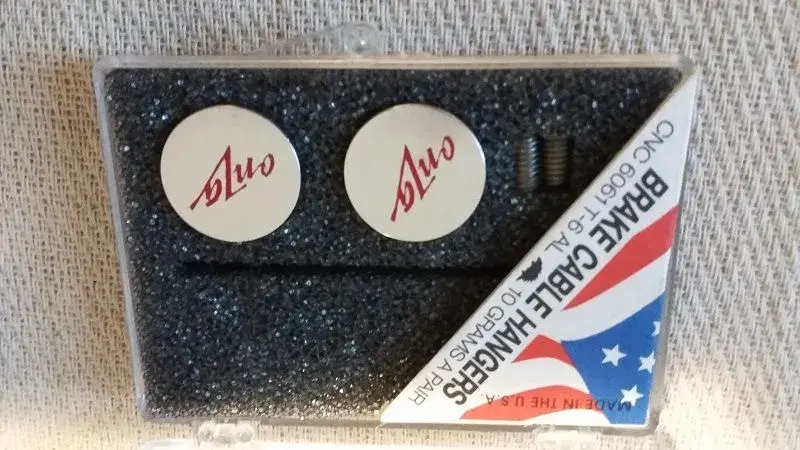 onza
onza
CNC 6061 T-6 AL
BRAKE CABLE HANGERS
10 GRAMS A PAIR
MADE IN THE U.S.A.